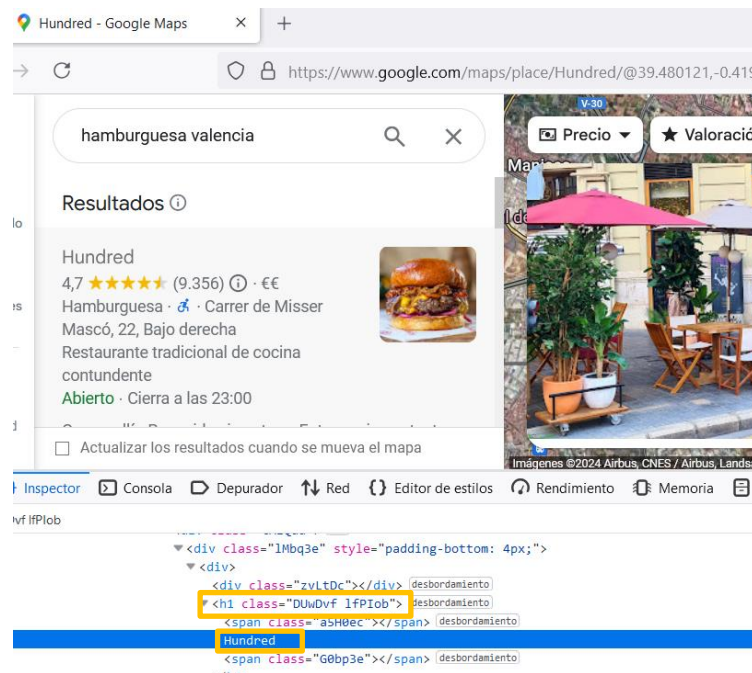 Hundred - Google Maps
https://www.google.com/maps/place/Hundred/@39.480121,-0.419
hamburguesa valencia
V-30
Precio
Valoració
Resultados
Hundred
4,7 (9.356) · €€
Hamburguesa · · Carrer de Misser
Mascó, 22, Bajo derecha
Restaurante tradicional de cocina
contundente
Abierto · Cierra a las 23:00
Actualizar los resultados cuando se mueva el mapa
Imágenes ©2024 Airbus, CNES / Airbus, Lands
Inspector Consola Depurador Red Editor de estilos Rendimiento Memoria
vf lfPIob
<div class="lMbq3e" style="padding-bottom: 4px;">
<div>
<div class="zvLtDc"></div> desbordamiento
<h1 class="DUwDvf lfPIob"> desbordamiento
<span class="a5H0ec"></span> desbordamiento
Hundred
<span class="G0bp3e"></span> desbordamiento